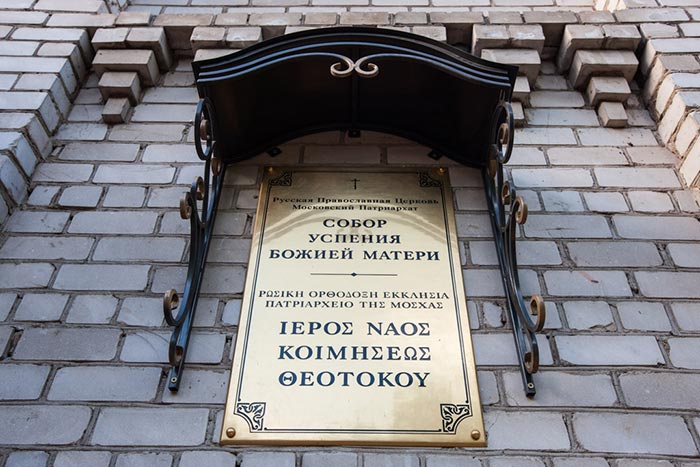 Русская Православная Церковь
Московский Патриархат
СОБОР
УСПЕНИЯ
БОЖИЕЙ МАТЕРИ
ΡΩΣΙΚΗ ΟΡΘΟΔΟΞΗ ΕΚΚΛΗΣΙΑ
ΠΑΤΡΙΑΡΧΕΙΟ ΤΗΣ ΜΟΣΧΑΣ
ΙΕΡΟΣ ΝΑΟΣ
ΚΟΙΜΗΣΕΩΣ
ΘΕΟΤΟΚΟΥ